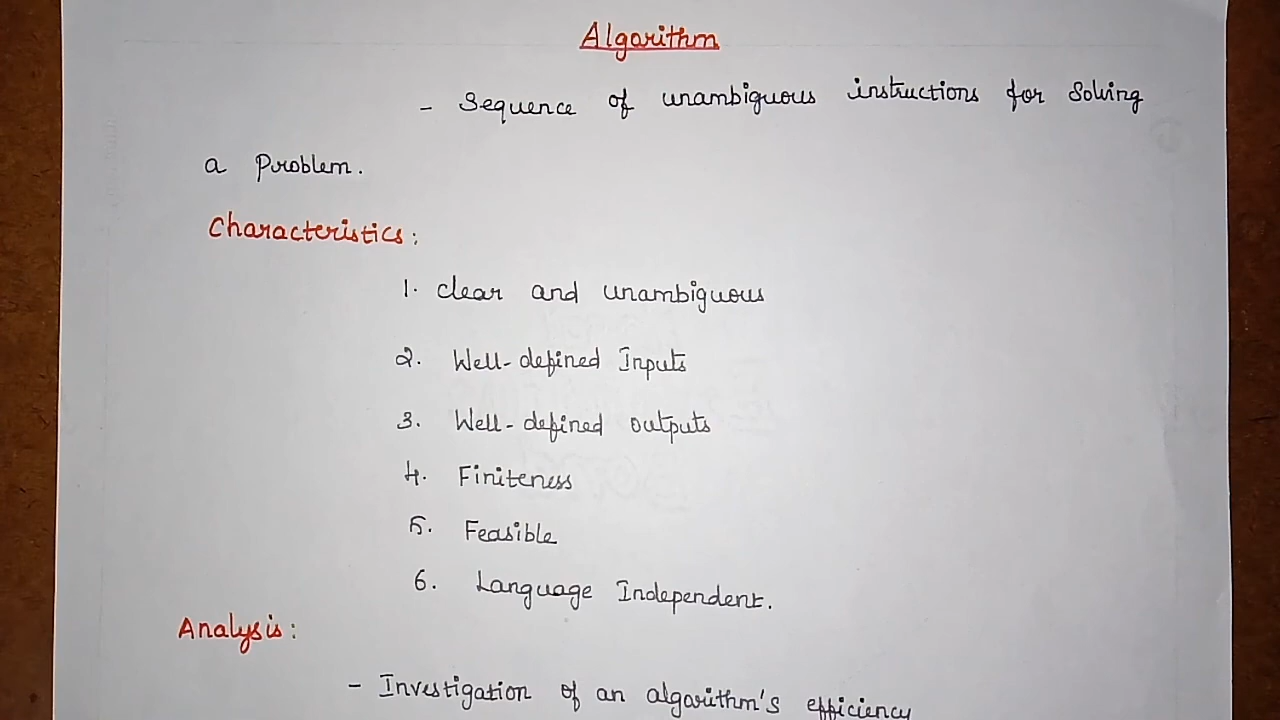 Algorithm
- Sequence of unambiguous instructions for Solving
a Problem.
Characteristics:
1. clear and unambiguous
2. Well-defined Inputs
3. Well-defined outputs
4. Finiteness
5. Feasible
6. Language Independent.
Analysis:
- Investigation of an algorithm's efficiency